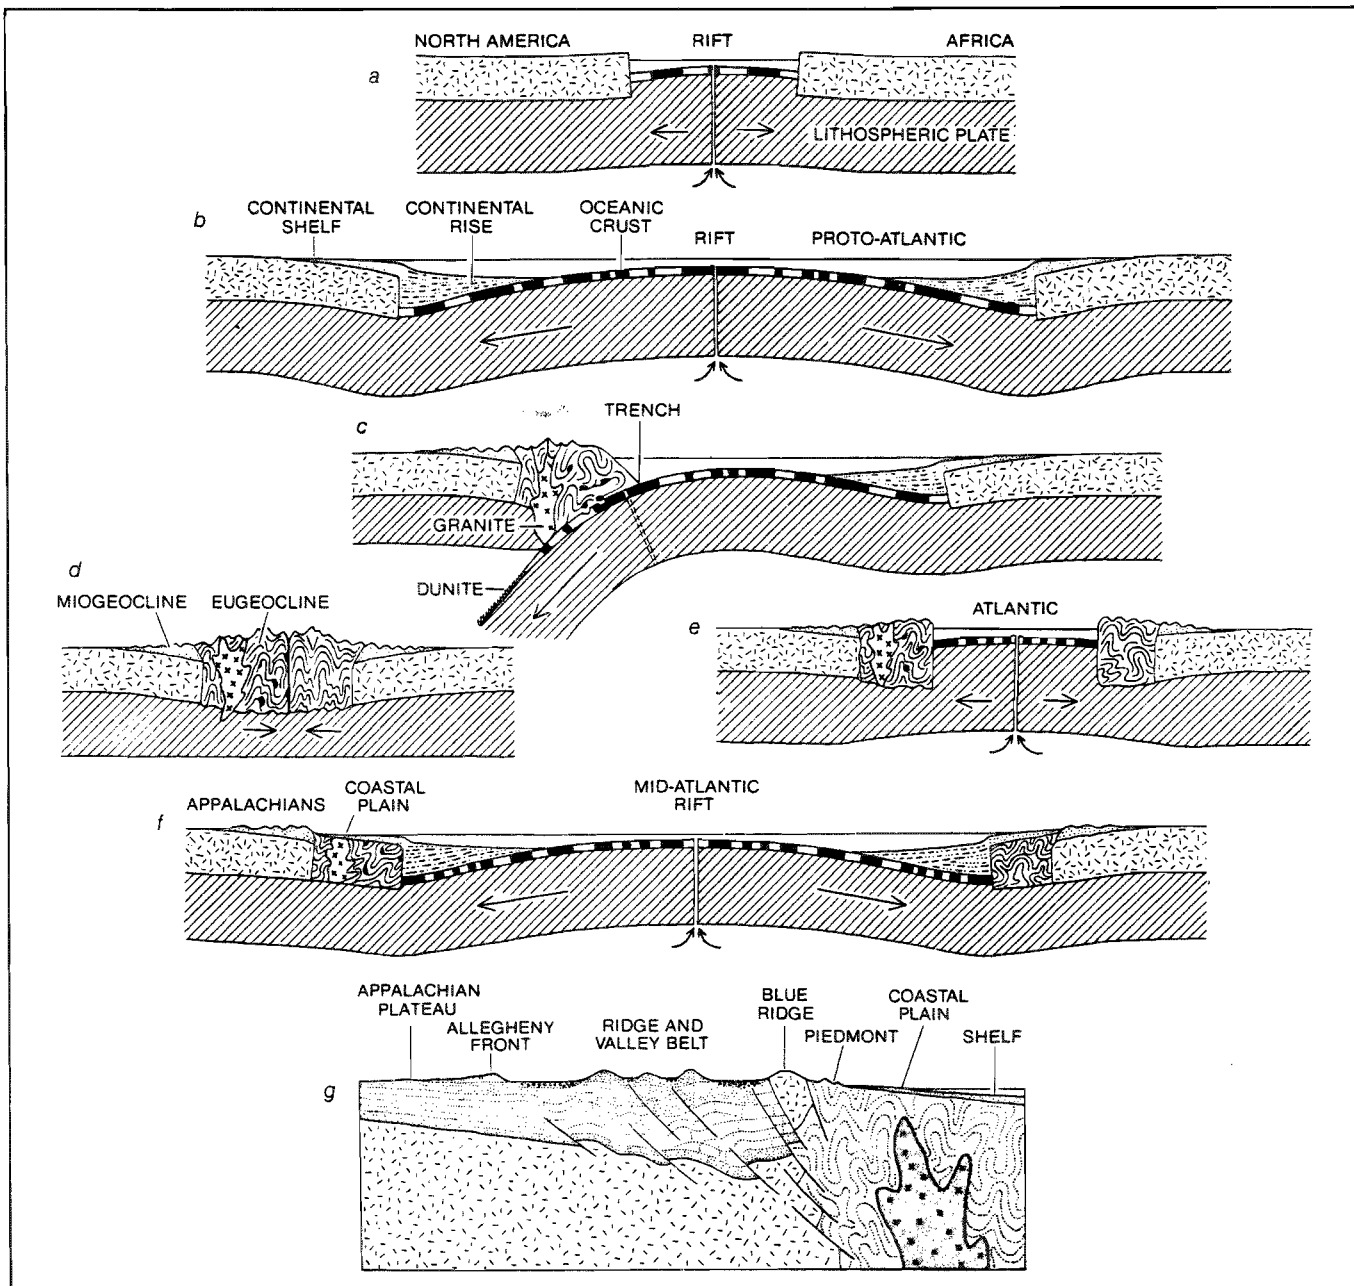 NORTH AMERICA RIFT AFRICA
a
LITHOSPHERIC PLATE
b
CONTINENTAL
SHELF
CONTINENTAL
RISE
OCEANIC
CRUST
RIFT
PROTO-ATLANTIC
c
TRENCH
GRANITE
DUNITE
d
MIOGEOCLINE
EUGEOCLINE
e
ATLANTIC
f
APPALACHIANS
COASTAL
PLAIN
MID-ATLANTIC
RIFT
g
APPALACHIAN
PLATEAU
ALLEGHENY
FRONT
RIDGE AND
VALLEY BELT
BLUE
RIDGE
PIEDMONT
COASTAL
PLAIN
SHELF